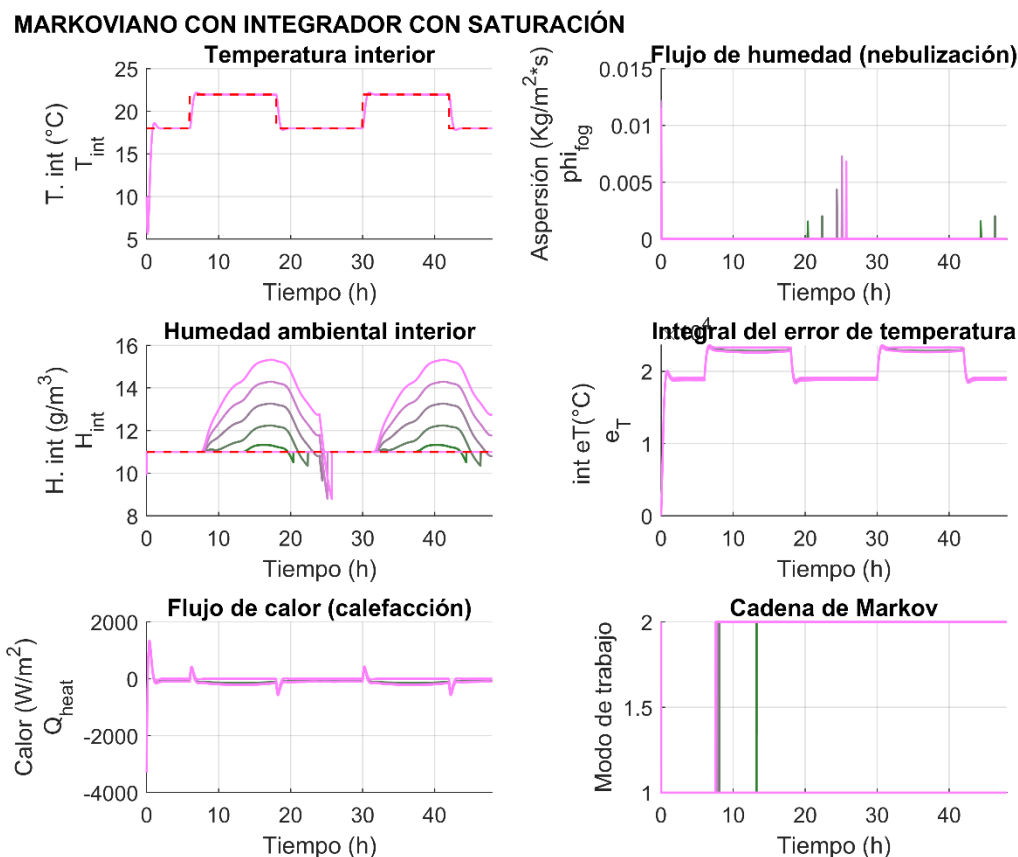 MARKOVIANO CON INTEGRADOR CON SATURACIÓN
Temperatura interior
25
20
15
10
5
T. int (°C)
T_int
0
10
20
30
40
Tiempo (h)
Flujo de humedad (nebulización)
0.015
0.01
0.005
0
Aspersión (Kg/m²*s)
phi_fog
0
10
20
30
40
Tiempo (h)
Humedad ambiental interior
16
14
12
10
8
H. int (g/m³)
H_int
0
10
20
30
40
Tiempo (h)
Integral del error de temperatura
2
1
0
int eT(°C)
e_T
0
10
20
30
40
Tiempo (h)
Flujo de calor (calefacción)
2000
0
-2000
-4000
Calor (W/m²)
Q_heat
0
10
20
30
40
Tiempo (h)
Cadena de Markov
2
1.5
1
Modo de trabajo
0
10
20
30
40
Tiempo (h)